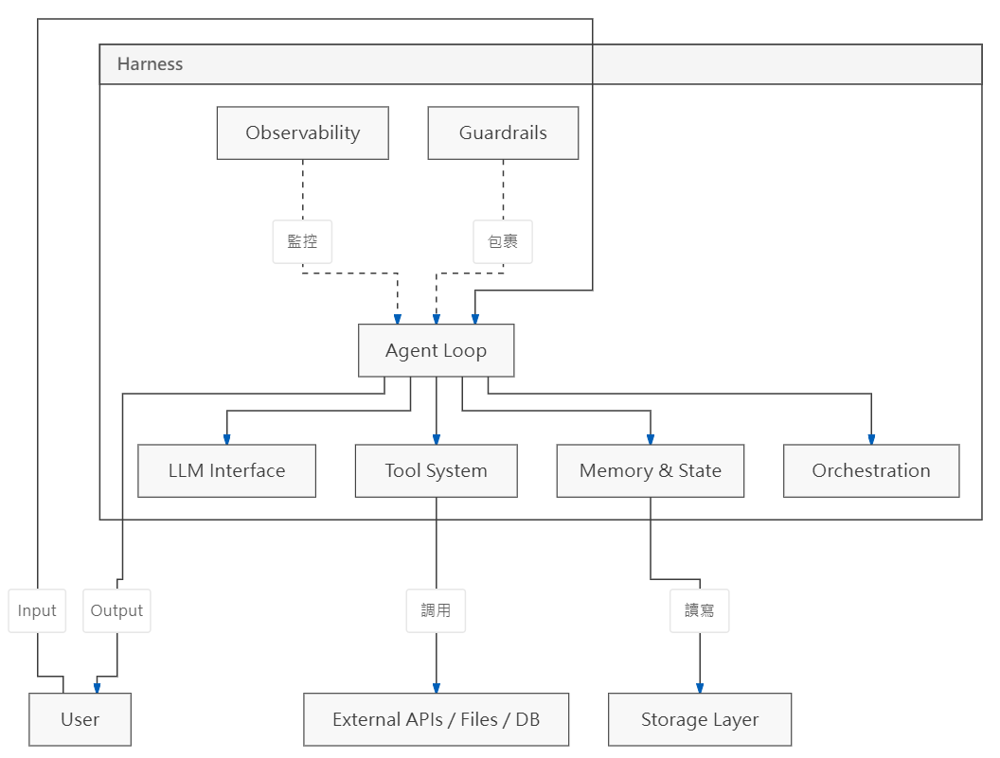 Harness
Observability
Guardrails
監控
包裹
Agent Loop
LLM Interface
Tool System
Memory & State
Orchestration
Input
Output
調用
讀寫
User
External APIs / Files / DB
Storage Layer